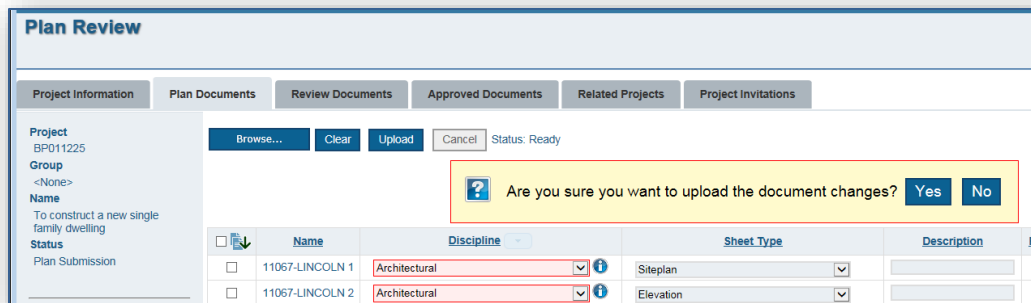 Plan Review
Project Information Plan Documents Review Documents Approved Documents Related Projects Project Invitations
Project
BP011225
Group
<None>
Name
To construct a new single
family dwelling
Status
Plan Submission
Browse... Clear Upload Cancel Status: Ready
Are you sure you want to upload the document changes? Yes No
Name Discipline Sheet Type Description
11067-LINCOLN 1 Architectural Siteplan
11067-LINCOLN 2 Architectural Elevation